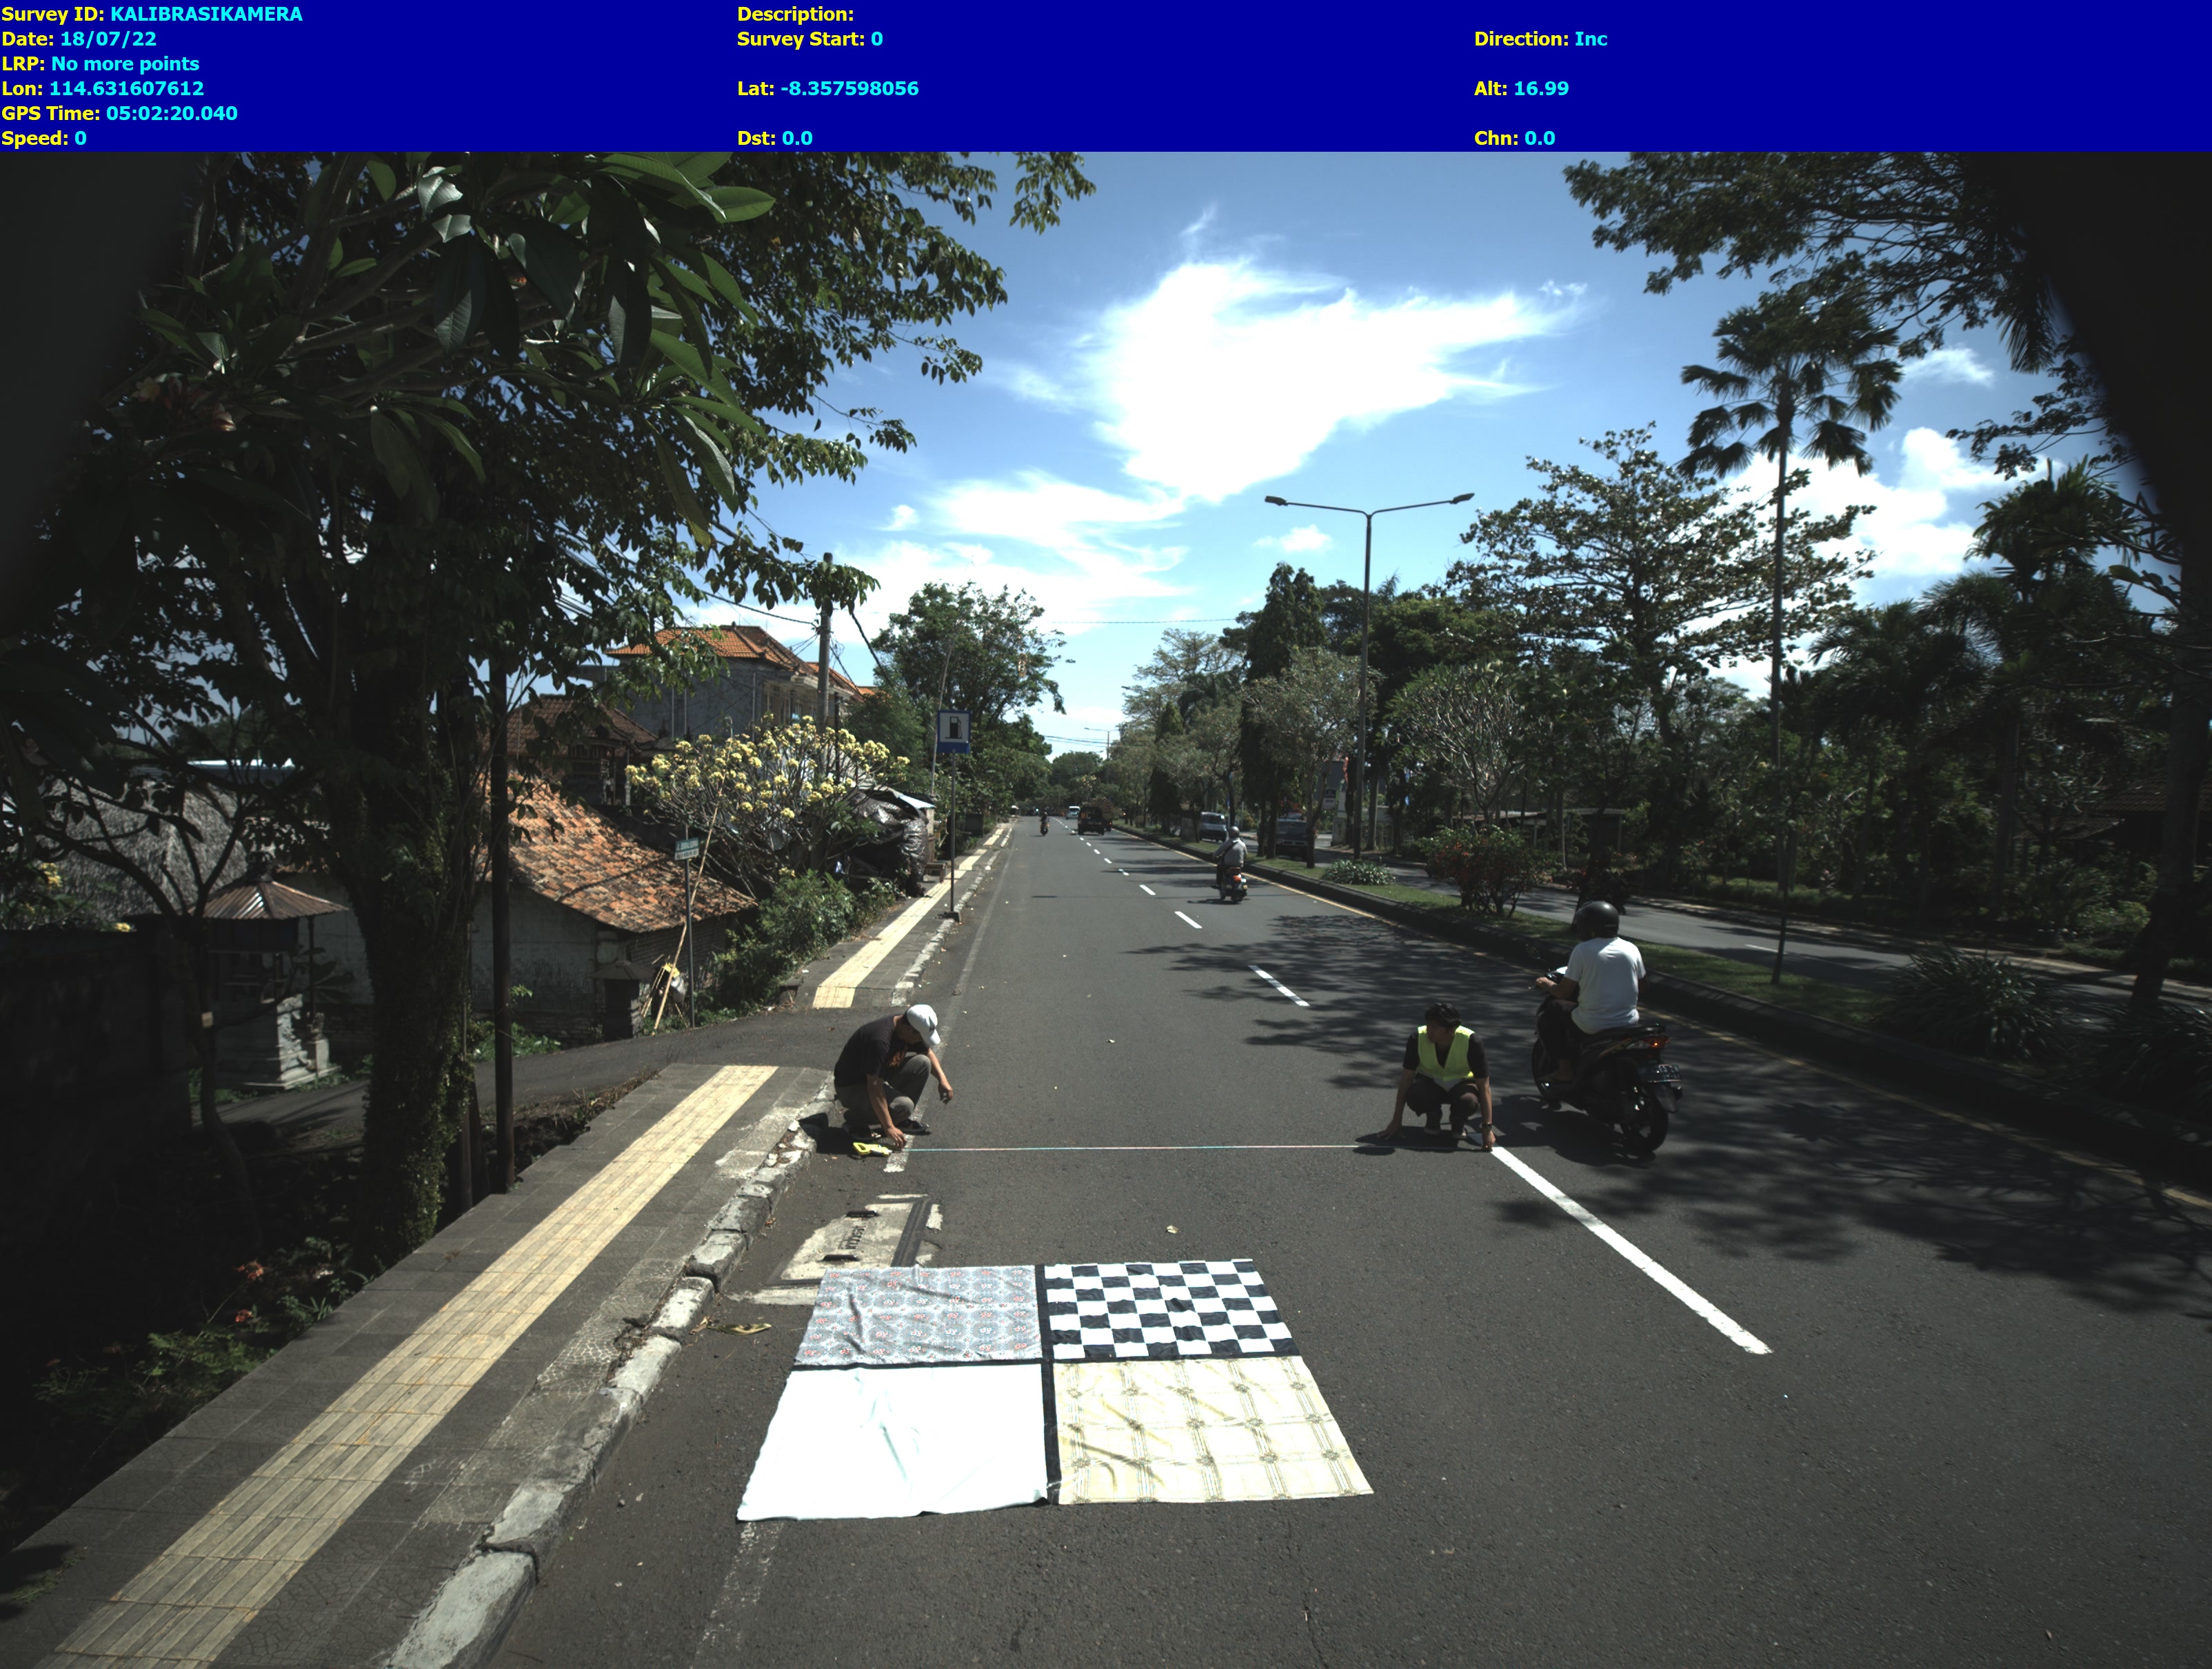 Survey ID: KALIBRASIKAMERA
Description:
Date: 18/07/22
Survey Start: 0
Direction: Inc
LRP: No more points
Lon: 114.631607612
Lat: -8.357598056
Alt: 16.99
GPS Time: 05:02:20.040
Speed: 0
Dst: 0.0
Chn: 0.0